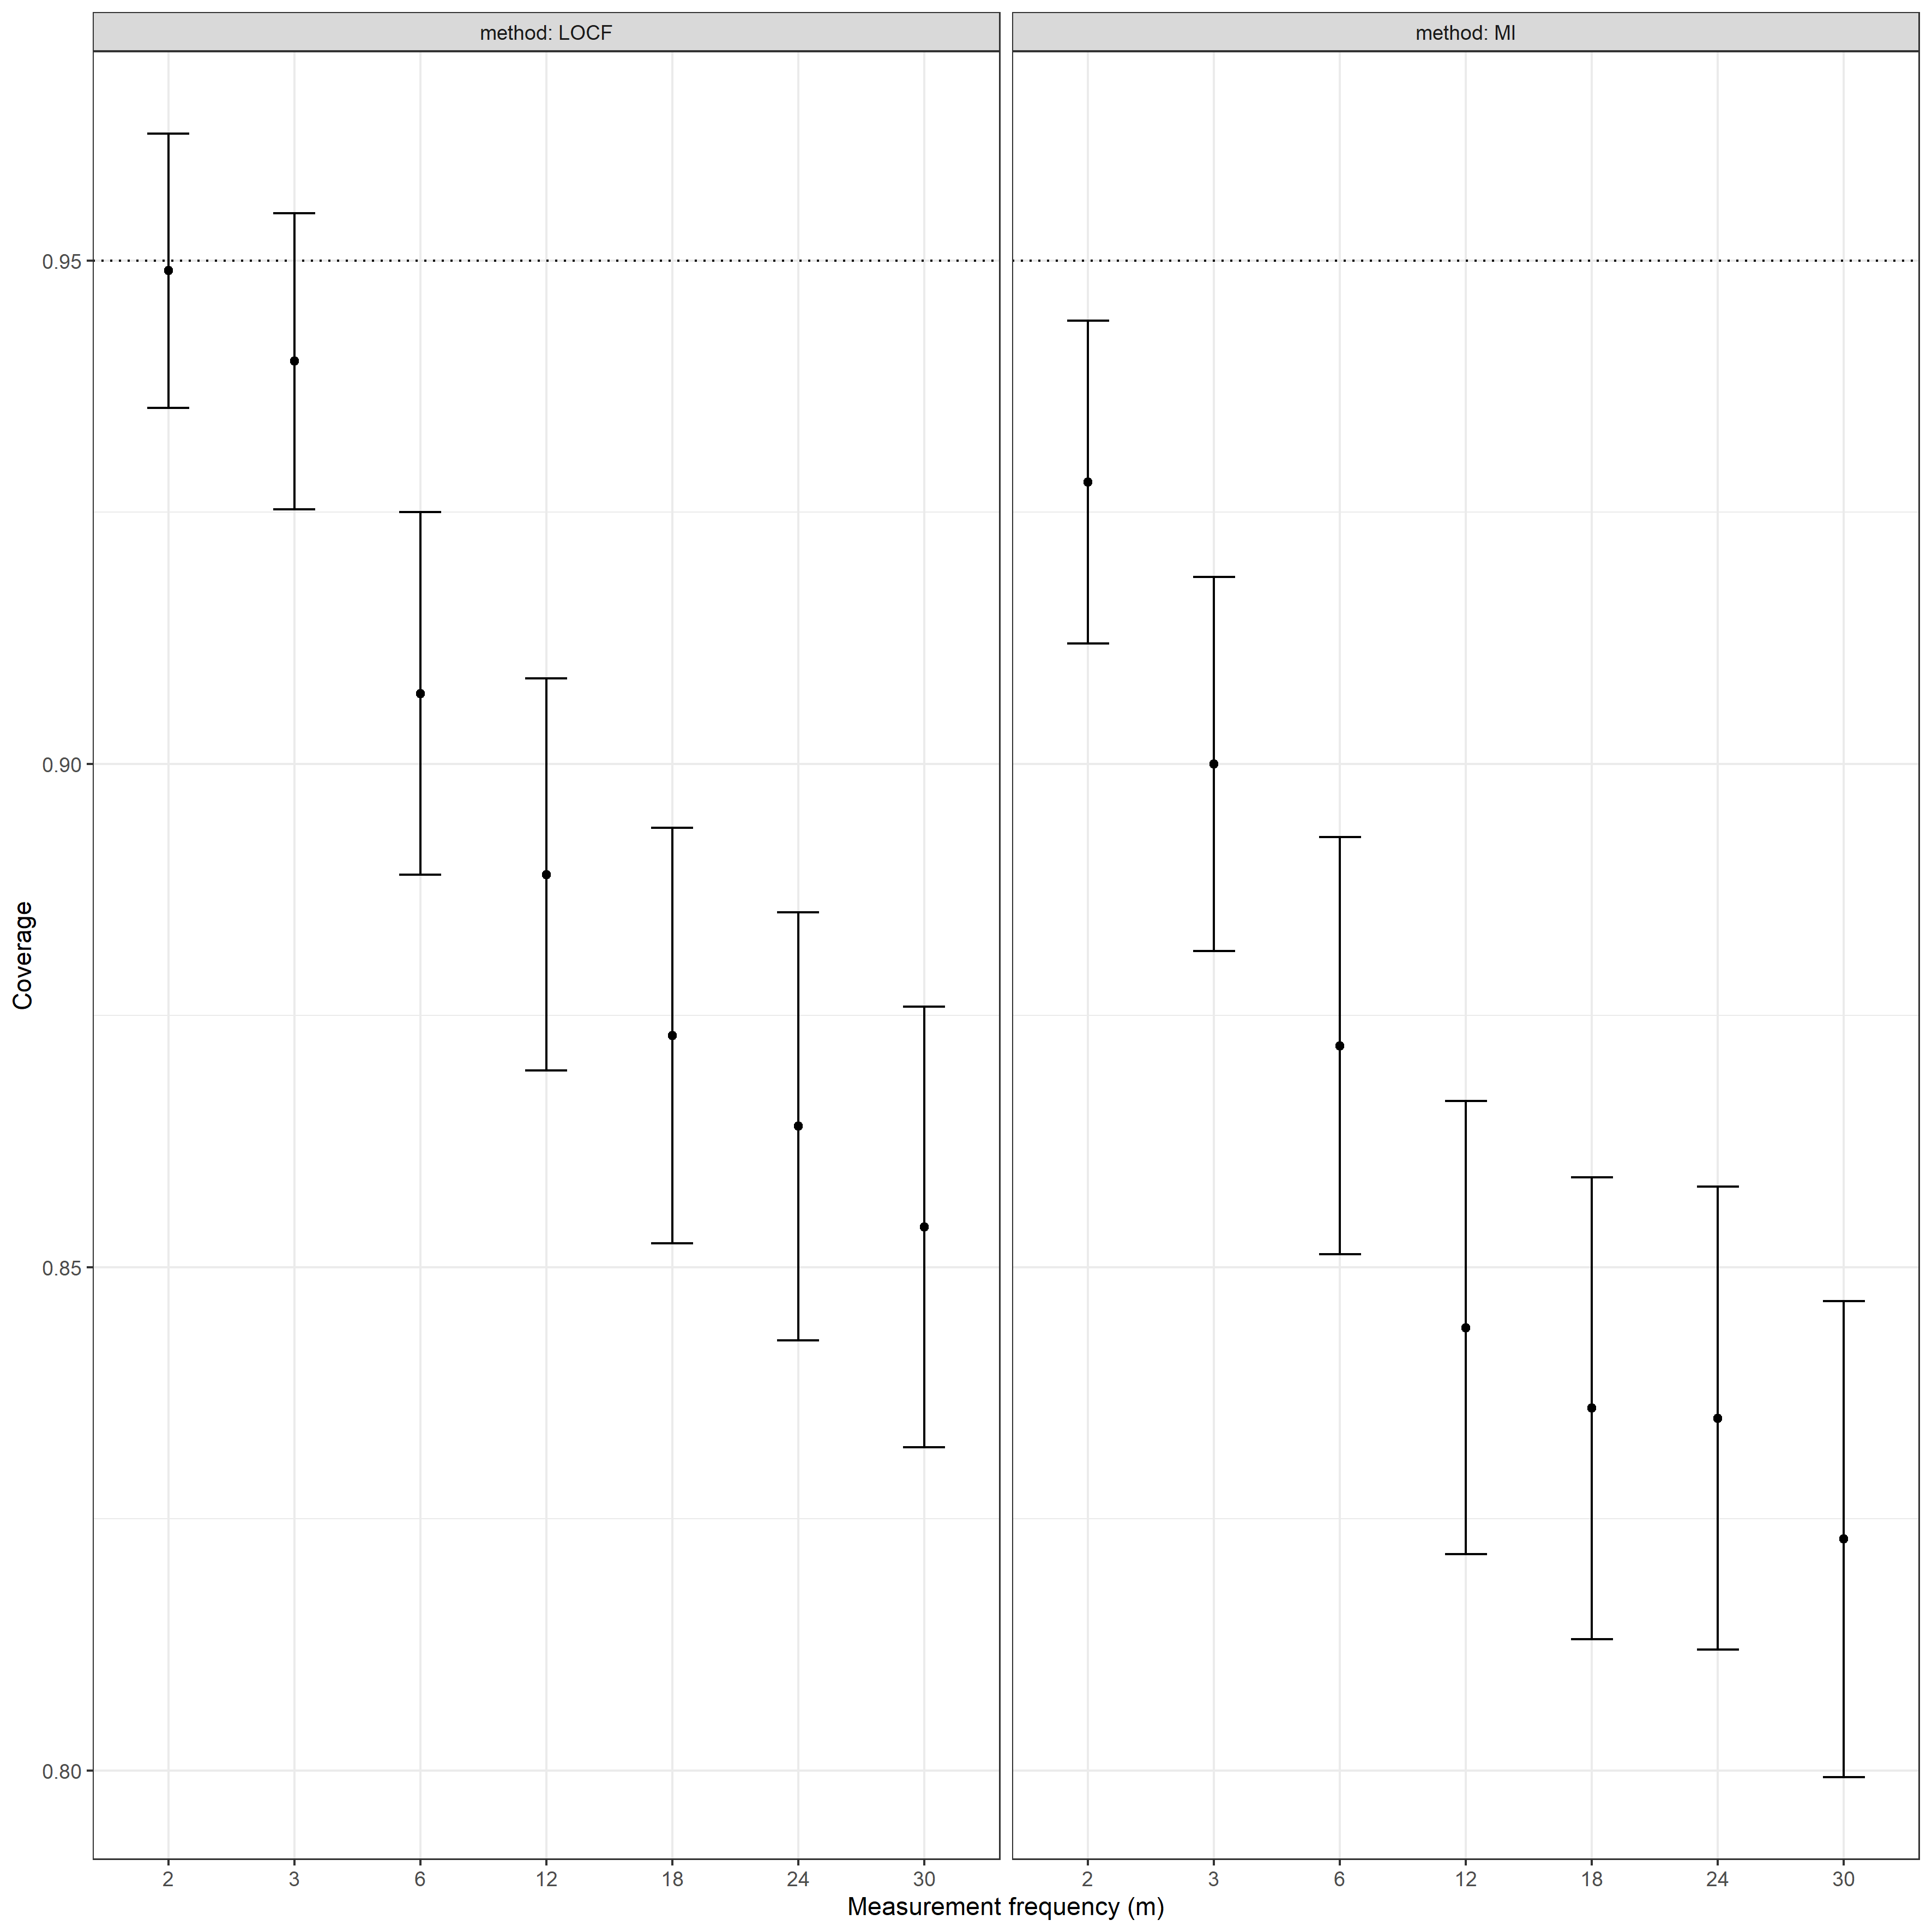 method: LOCF
method: MI
0.95
0.90
0.85
0.80
Coverage
2 3 6 12 18 24 30
2 3 6 12 18 24 30
Measurement frequency (m)